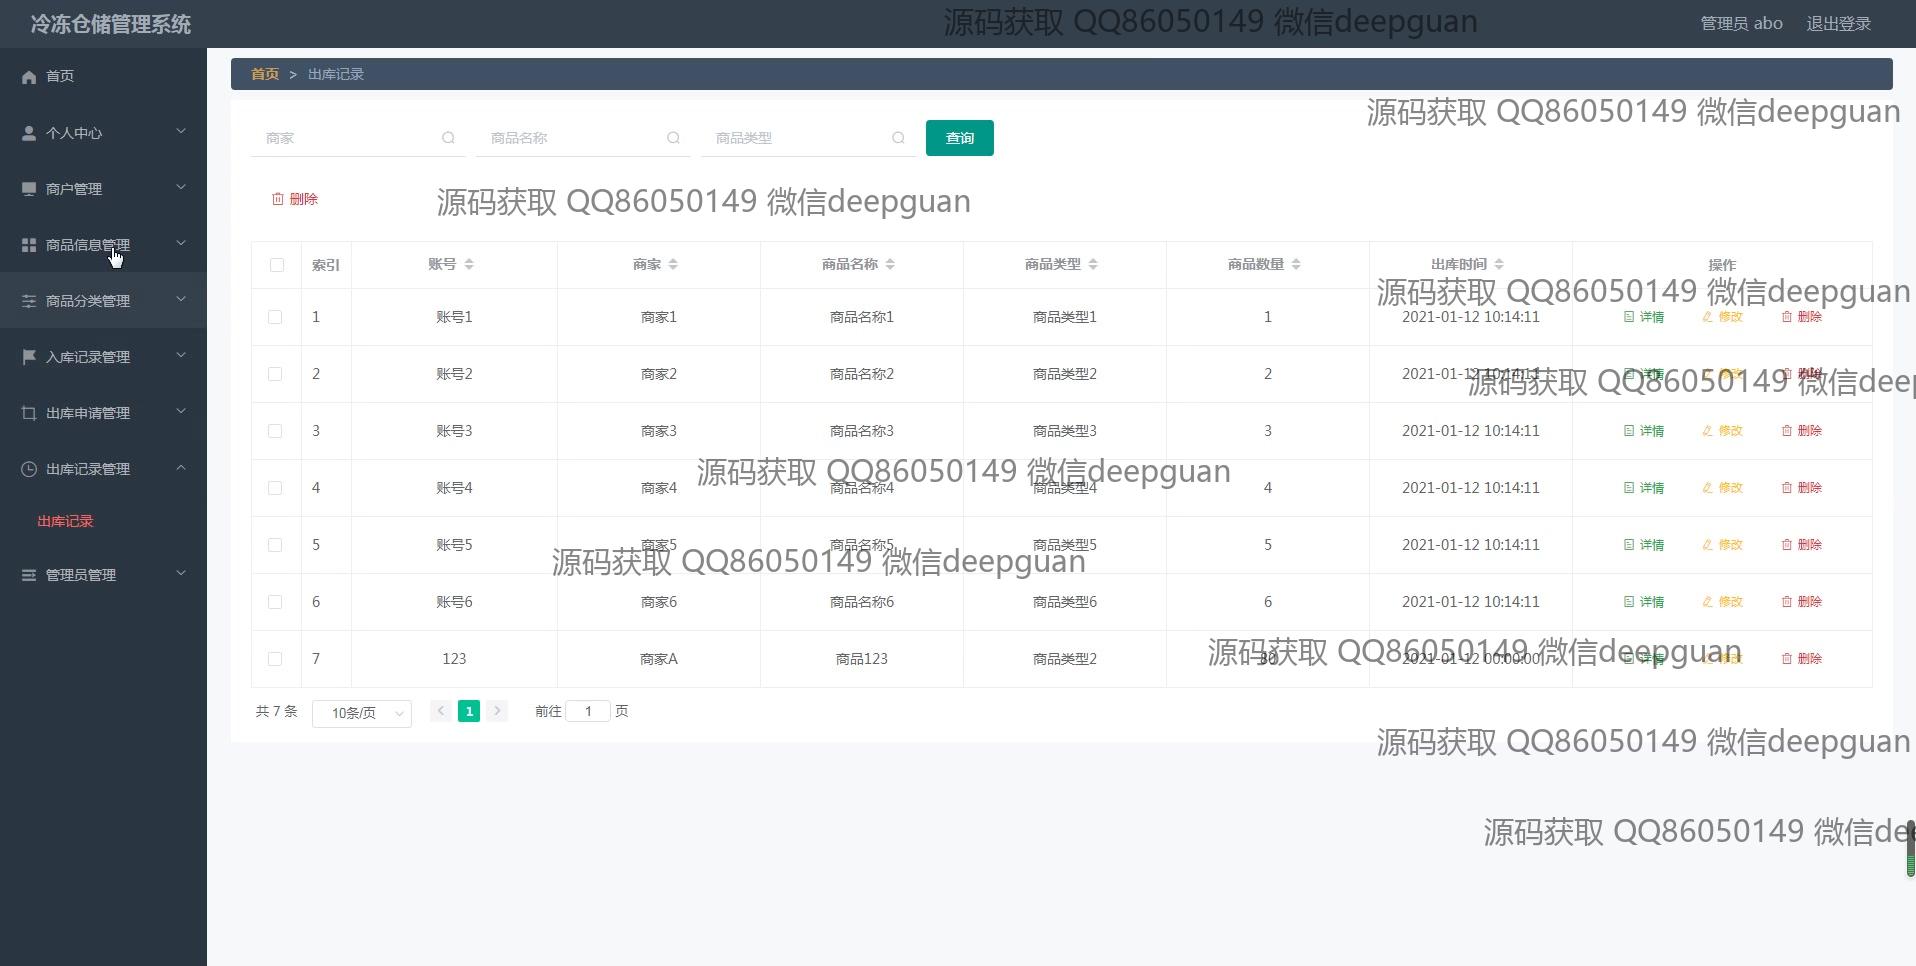 冷冻仓储管理系统
源码获取 QQ86050149 微信deepguan
管理员 abo 退出登录
首页
个人中心
商户管理
商品信息管理
商品分类管理
入库记录管理
出库申请管理
出库记录管理
出库记录
管理员管理
首页 > 出库记录
源码获取 QQ86050149 微信deepguan
商家 商品名称 商品类型 查询
删除
源码获取 QQ86050149 微信deepguan
索引 账号 商家 商品名称 商品类型 商品数量 出库时间 操作
源码获取 QQ86050149 微信deepguan
1 账号1 商家1 商品名称1 商品类型1 1 2021-01-12 10:14:11 详情 修改 删除
2 账号2 商家2 商品名称2 商品类型2 2 2021-01-12 10:14:11 详情 修改 删除
源码获取 QQ86050149 微信deep
3 账号3 商家3 商品名称3 商品类型3 3 2021-01-12 10:14:11 详情 修改 删除
源码获取 QQ86050149 微信deepguan
4 账号4 商家4 商品名称4 商品类型4 4 2021-01-12 10:14:11 详情 修改 删除
5 账号5 商家5 商品名称5 商品类型5 5 2021-01-12 10:14:11 详情 修改 删除
源码获取 QQ86050149 微信deepguan
6 账号6 商家6 商品名称6 商品类型6 6 2021-01-12 10:14:11 详情 修改 删除
源码获取 QQ86050149 微信deepguan
7 123 商家A 商品123 商品类型2 80 2021-01-12 00:00:00 详情 修改 删除
共 7 条 10条/页 1 前往 1 页
源码获取 QQ86050149 微信deepguan
源码获取 QQ86050149 微信dee